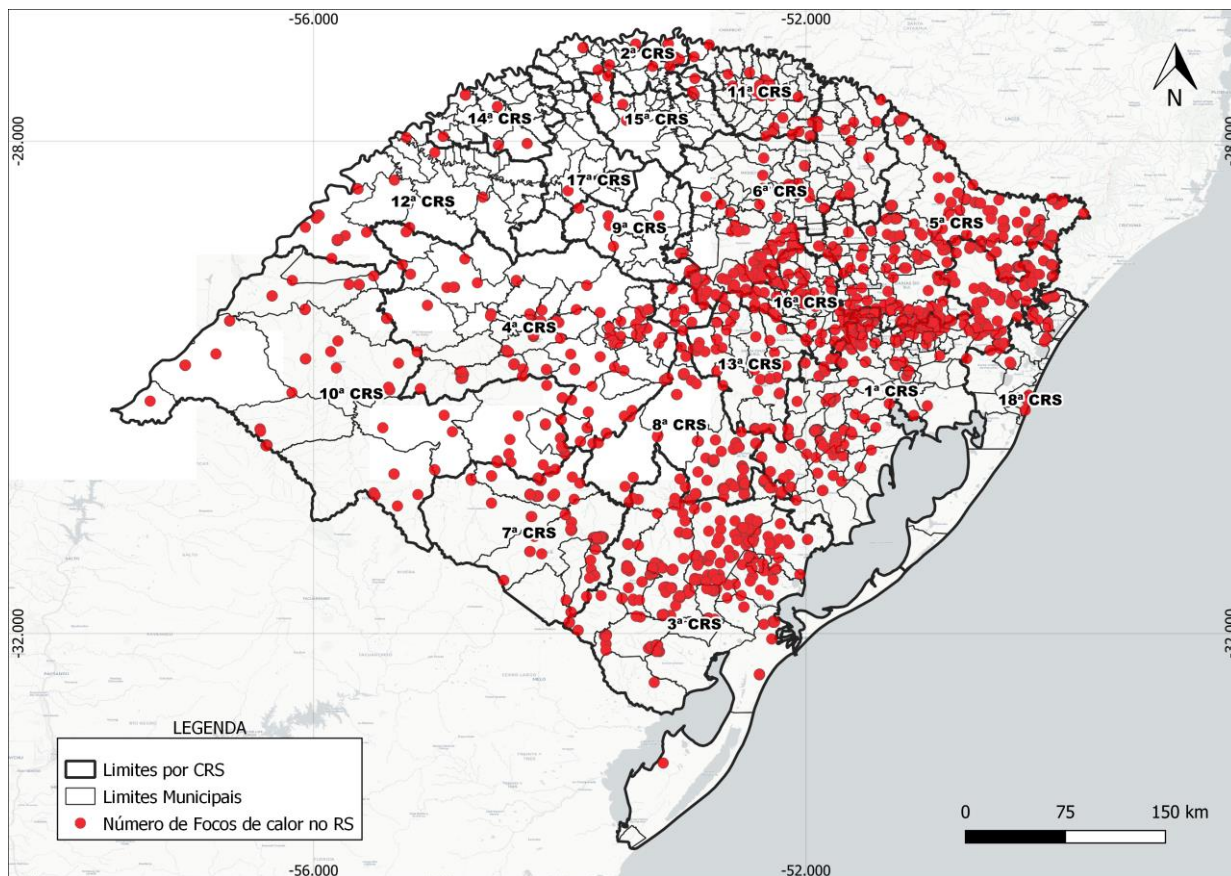 -56.000
-52.000
2ª CRS
11ª CRS
N
14ª CRS
15ª CRS
-28.000
-28.000
17ª CRS
6ª CRS
12ª CRS
5ª CRS
9ª CRS
16ª CRS
4ª CRS
13ª CRS
10ª CRS
1ª CRS
18ª CRS
8ª CRS
7ª CRS
3ª CRS
-32.000
-32.000
LEGENDA
Limites por CRS
Limites Municipais
Número de Focos de calor no RS
0 75 150 km
-56.000
-52.000